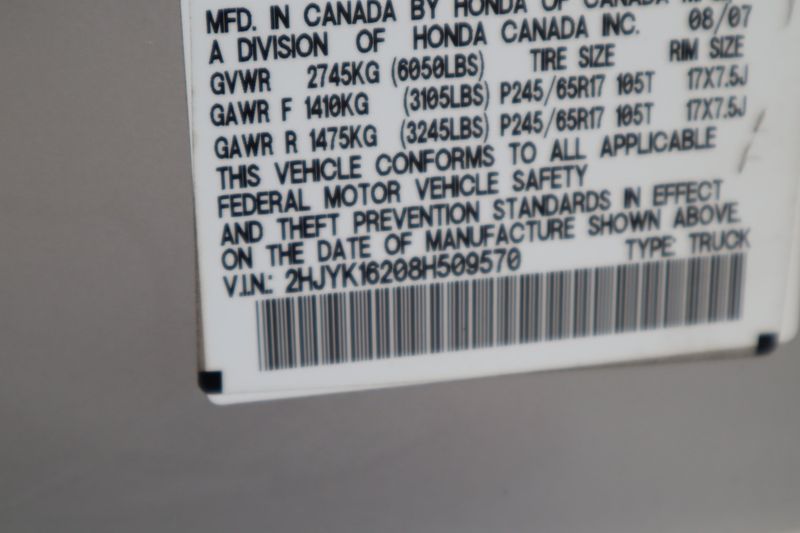 MFD. IN CANADA BY HONDA OF CANADA MFG. 08/07
A DIVISION OF HONDA CANADA INC.
TIRE SIZE RIM SIZE
GVWR 2745KG (6050LBS)
GAWR F 1410KG (3105LBS) P245/65R17 105T 17X7.5J
GAWR R 1475KG (3245LBS) P245/65R17 105T 17X7.5J
THIS VEHICLE CONFORMS TO ALL APPLICABLE
FEDERAL MOTOR VEHICLE SAFETY
AND THEFT PREVENTION STANDARDS IN EFFECT
ON THE DATE OF MANUFACTURE SHOWN ABOVE.
V.I.N.: 2HJYK16208H509570 TYPE: TRUCK